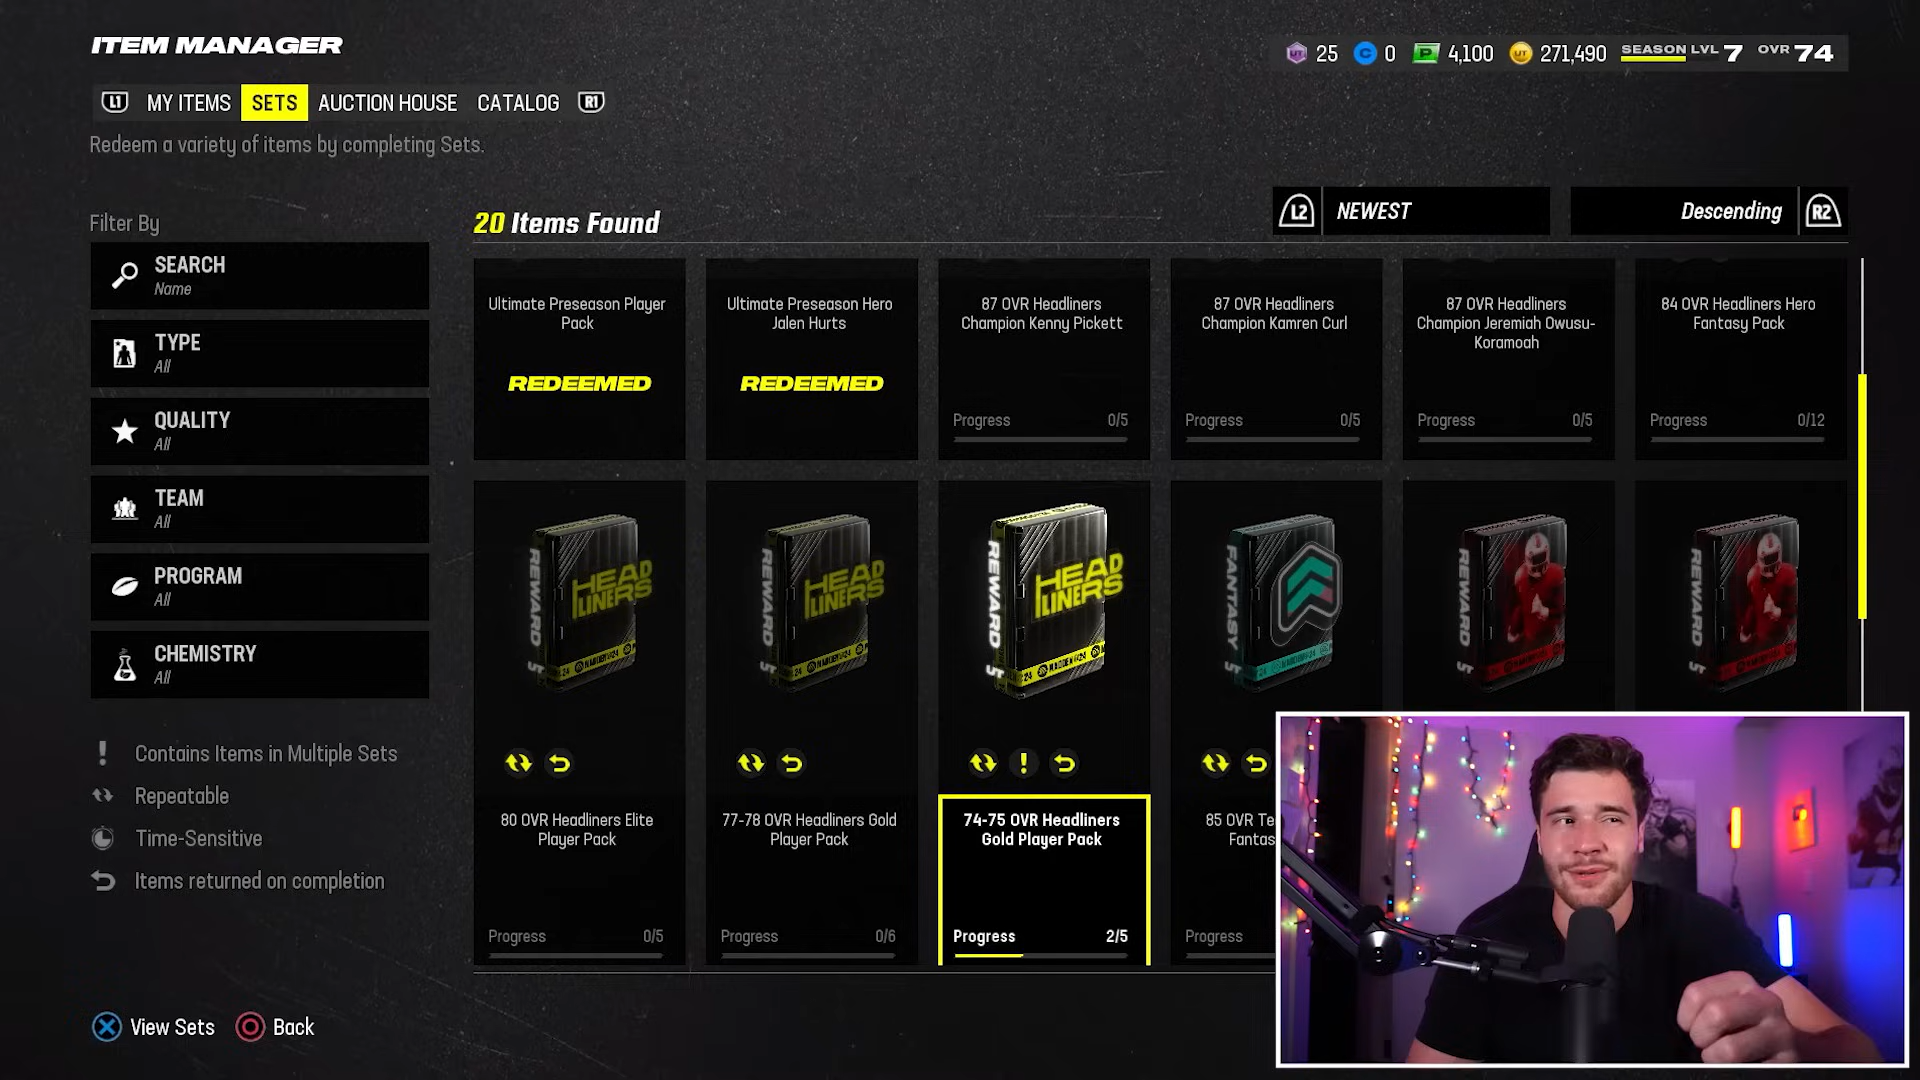 ITEM MANAGER
25 0 4,100 271,490 SEASON LVL 7 OVR 74
L1 MY ITEMS SETS AUCTION HOUSE CATALOG R1
Redeem a variety of items by completing Sets.
Filter By
20 Items Found
L2 NEWEST
Descending R2
SEARCH
Name
TYPE
All
QUALITY
All
TEAM
All
PROGRAM
All
CHEMISTRY
All
! Contains Items in Multiple Sets
Repeatable
Time-Sensitive
Items returned on completion
Ultimate Preseason Player
Pack
REDEEMED
Ultimate Preseason Hero
Jalen Hurts
REDEEMED
87 OVR Headliners
Champion Kenny Pickett
Progress 0/5
87 OVR Headliners
Champion Kamren Curl
Progress 0/5
87 OVR Headliners
Champion Jeremiah Owusu-
Koramoah
Progress 0/5
84 OVR Headliners Hero
Fantasy Pack
Progress 0/12
REWARD
HEAD
LINERS
80 OVR Headliners Elite
Player Pack
Progress 0/5
REWARD
HEAD
LINERS
77-78 OVR Headliners Gold
Player Pack
Progress 0/6
REWARD
HEAD
LINERS
MADDEN 24
!
74-75 OVR Headliners
Gold Player Pack
Progress 2/5
FANTASY
85 OVR Te
Fantas
Progress
REWARD
REWARD
View Sets
Back